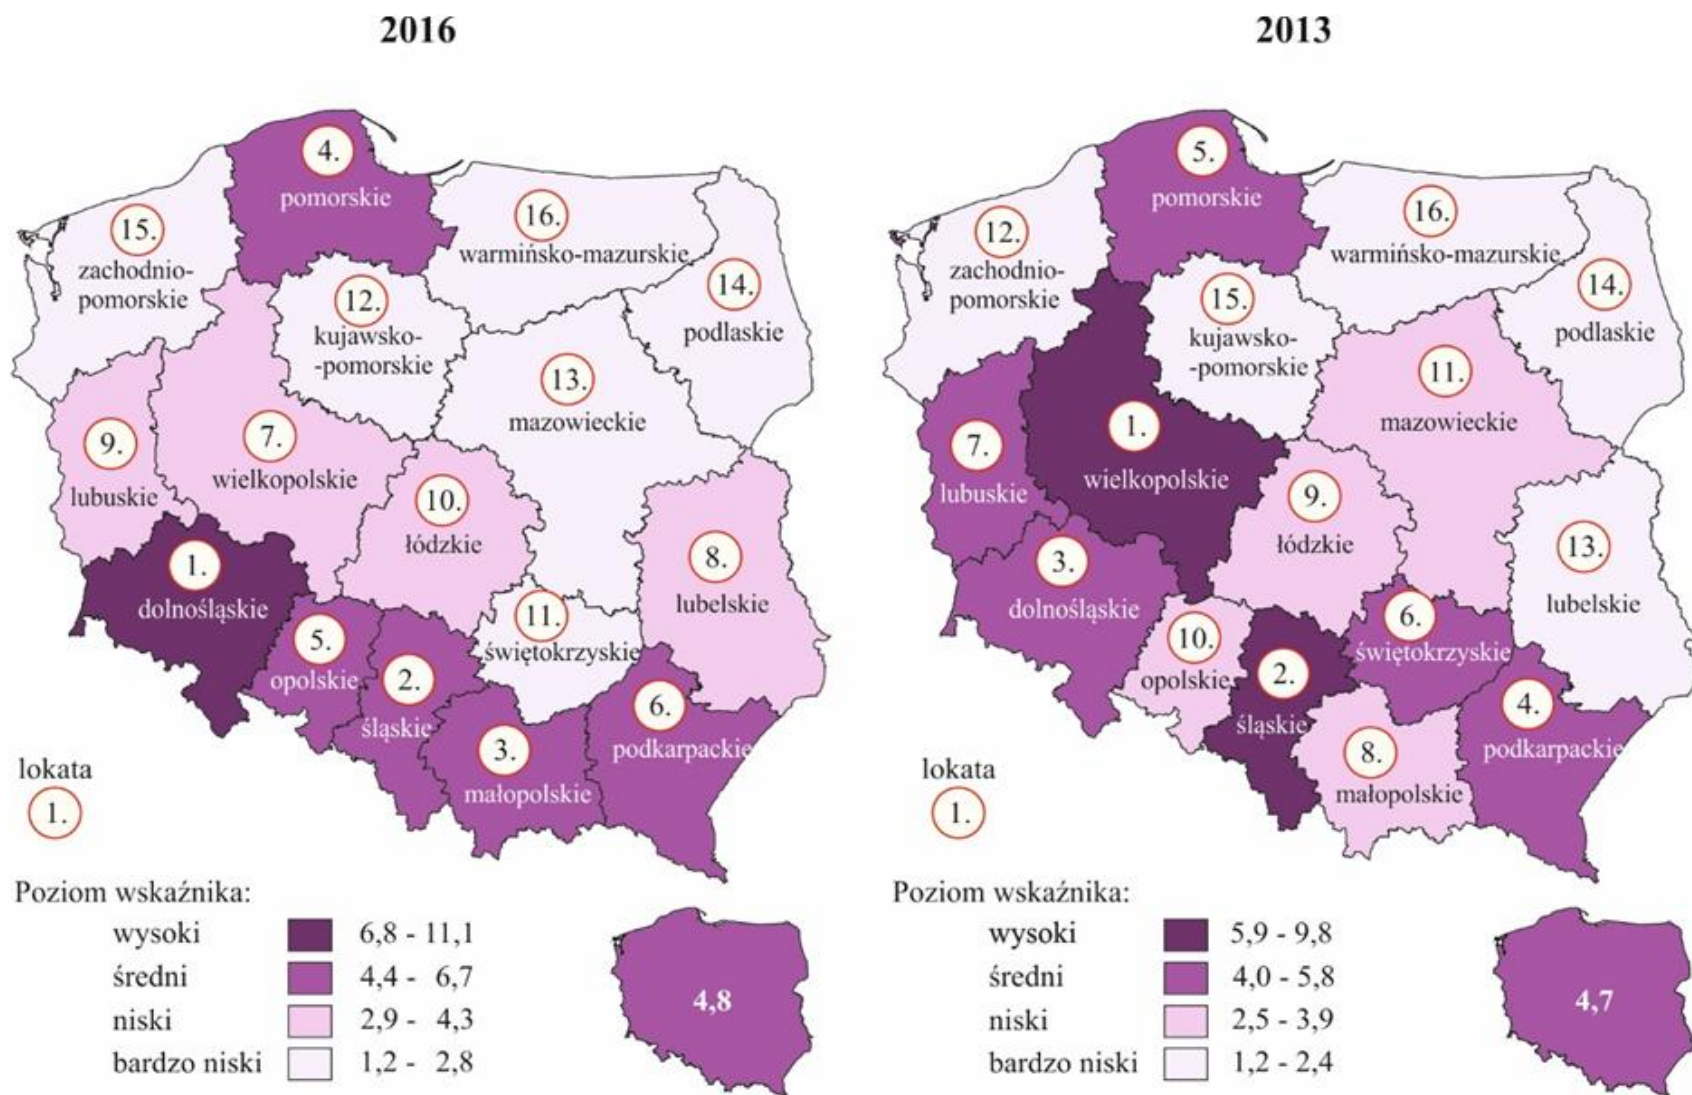 2016
4.
pomorskie
15.
zachodnio-
pomorskie
16.
warmińsko-mazurskie
14.
podlaskie
12.
kujawsko-
-pomorskie
13.
mazowieckie
9.
lubuskie
7.
wielkopolskie
10.
łódzkie
8.
lubelskie
1.
dolnośląskie
5.
opolskie
2.
śląskie
11.
świętokrzyskie
3.
małopolskie
6.
podkarpackie
lokata
1.
Poziom wskaźnika:
wysoki 6,8 - 11,1
średni 4,4 - 6,7
niski 2,9 - 4,3
bardzo niski 1,2 - 2,8
4,8
2013
5.
pomorskie
12.
zachodnio-
pomorskie
16.
warmińsko-mazurskie
14.
podlaskie
15.
kujawsko-
-pomorskie
11.
mazowieckie
7.
lubuskie
1.
wielkopolskie
9.
łódzkie
13.
lubelskie
3.
dolnośląskie
10.
opolskie
2.
śląskie
6.
świętokrzyskie
8.
małopolskie
4.
podkarpackie
lokata
1.
Poziom wskaźnika:
wysoki 5,9 - 9,8
średni 4,0 - 5,8
niski 2,5 - 3,9
bardzo niski 1,2 - 2,4
4,7